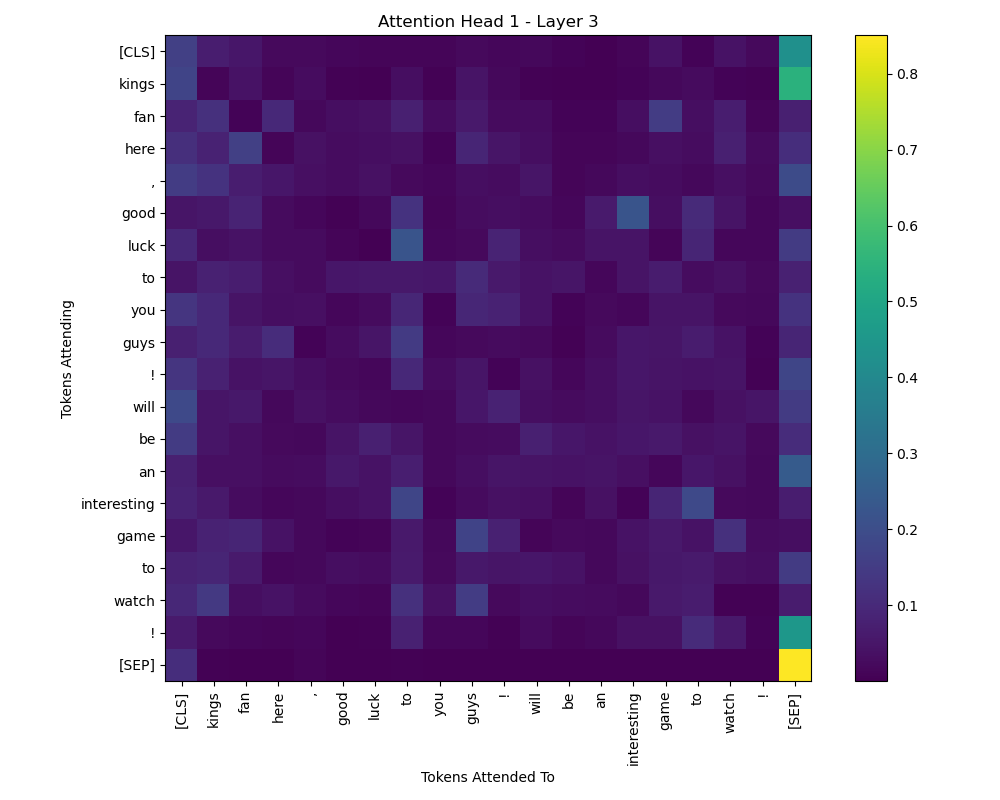 Attention Head 1 - Layer 3
Tokens Attending
[CLS]
kings
fan
here
,
good
luck
to
you
guys
!
will
be
an
interesting
game
to
watch
!
[SEP]
[CLS]
kings
fan
here
,
good
luck
to
you
guys
!
will
be
an
interesting
game
to
watch
!
[SEP]
Tokens Attended To
0.8
0.7
0.6
0.5
0.4
0.3
0.2
0.1